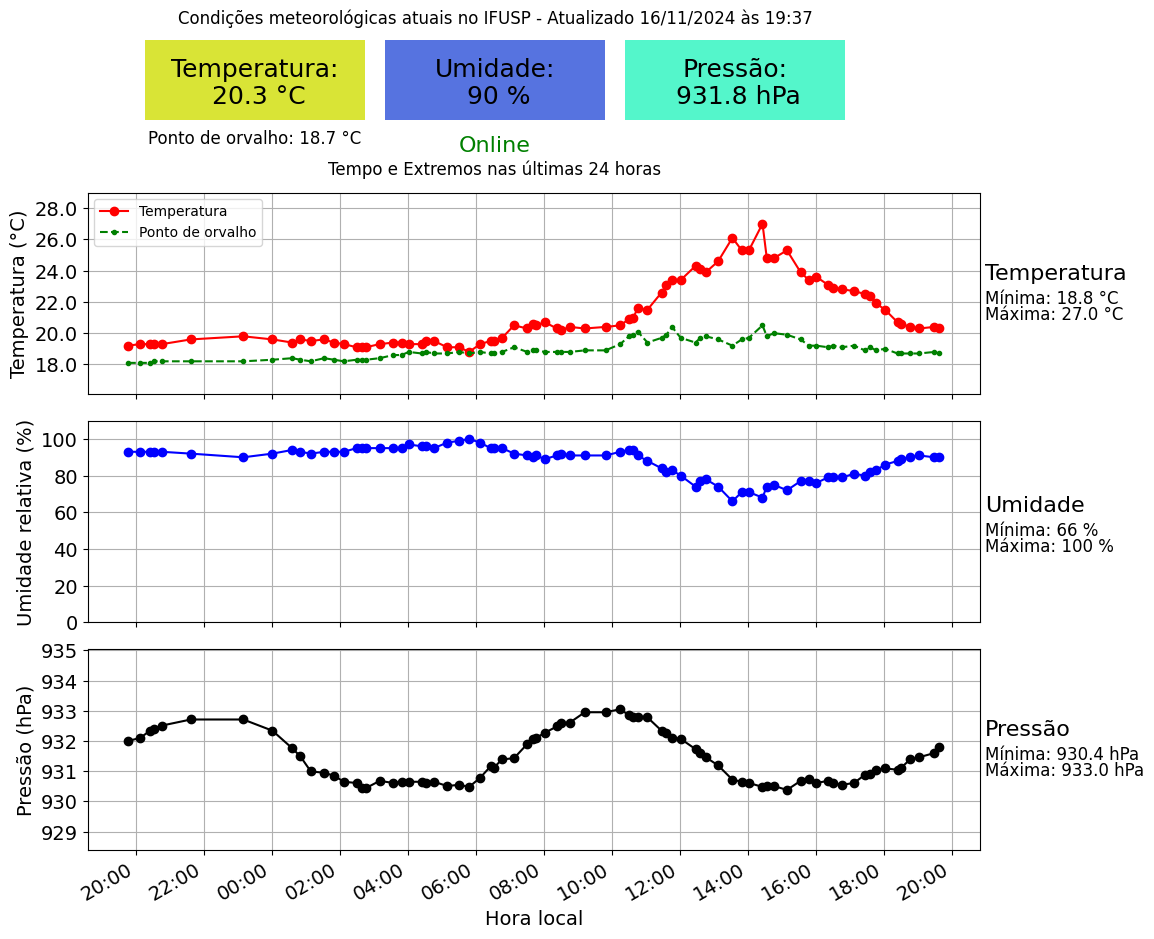 Condições meteorológicas atuais no IFUSP - Atualizado 16/11/2024 às 19:37
Temperatura:
20.3 °C
Umidade:
90 %
Pressão:
931.8 hPa
Ponto de orvalho: 18.7 °C
Online
Tempo e Extremos nas últimas 24 horas
Temperatura (°C)
28.0
26.0
24.0
22.0
20.0
18.0
Temperatura
Ponto de orvalho
Temperatura
Mínima: 18.8 °C
Máxima: 27.0 °C
Umidade relativa (%)
100
80
60
40
20
0
Umidade
Mínima: 66 %
Máxima: 100 %
Pressão (hPa)
935
934
933
932
931
930
929
Pressão
Mínima: 930.4 hPa
Máxima: 933.0 hPa
20:00 22:00 00:00 02:00 04:00 06:00 08:00 10:00 12:00 14:00 16:00 18:00 20:00
Hora local